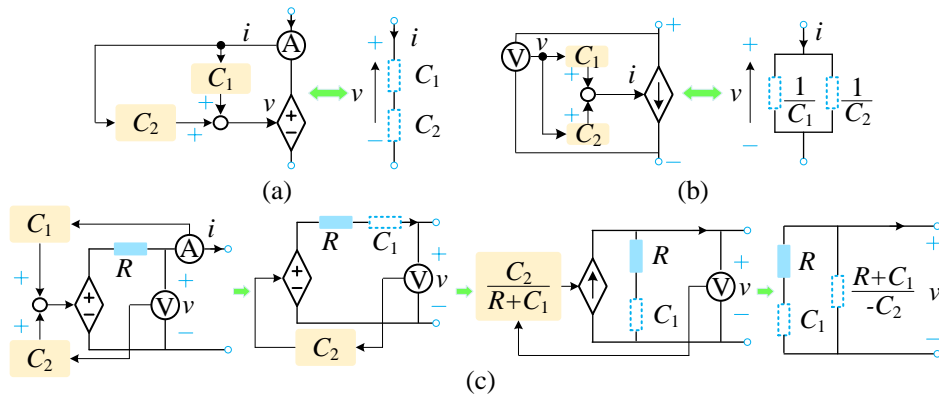 i A i
C₁ C₁
v v
C₂ + + + − + − C₂
(a)
V v C₁ + i + − + v − i
C₂ + 1/C₁ 1/C₂
(b)
C₁ A i
+ R + −
+ C₂ V v + −
R C₁
+ − V v + −
C₂
C₂/R+C₁
R
C₁
V v + −
R
C₁
R+C₁/-C₂ v + −
(c)